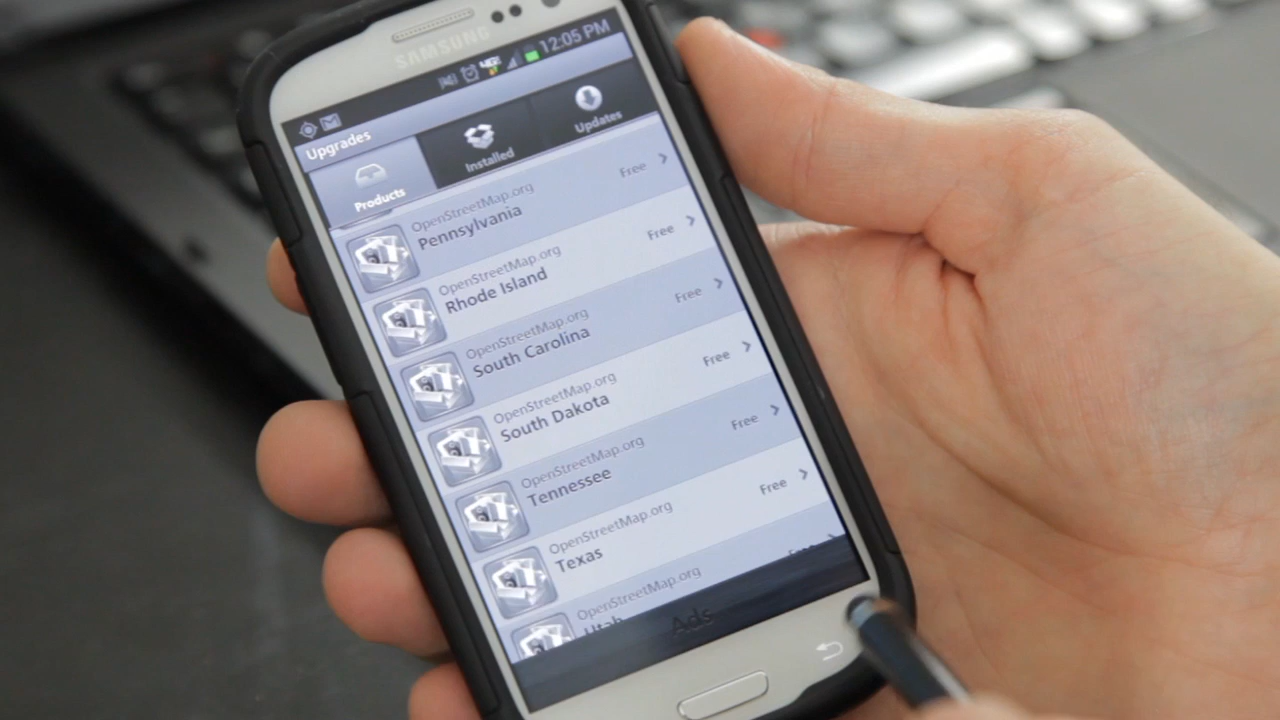 SAMSUNG
12:05 PM
Upgrades
Products
Installed
Updates
OpenStreetMap.org
Pennsylvania
Free
OpenStreetMap.org
Rhode Island
Free
OpenStreetMap.org
South Carolina
Free
OpenStreetMap.org
South Dakota
Free
OpenStreetMap.org
Tennessee
Free
OpenStreetMap.org
Texas
Free
OpenStreetMap.org
Utah
Free
Ads